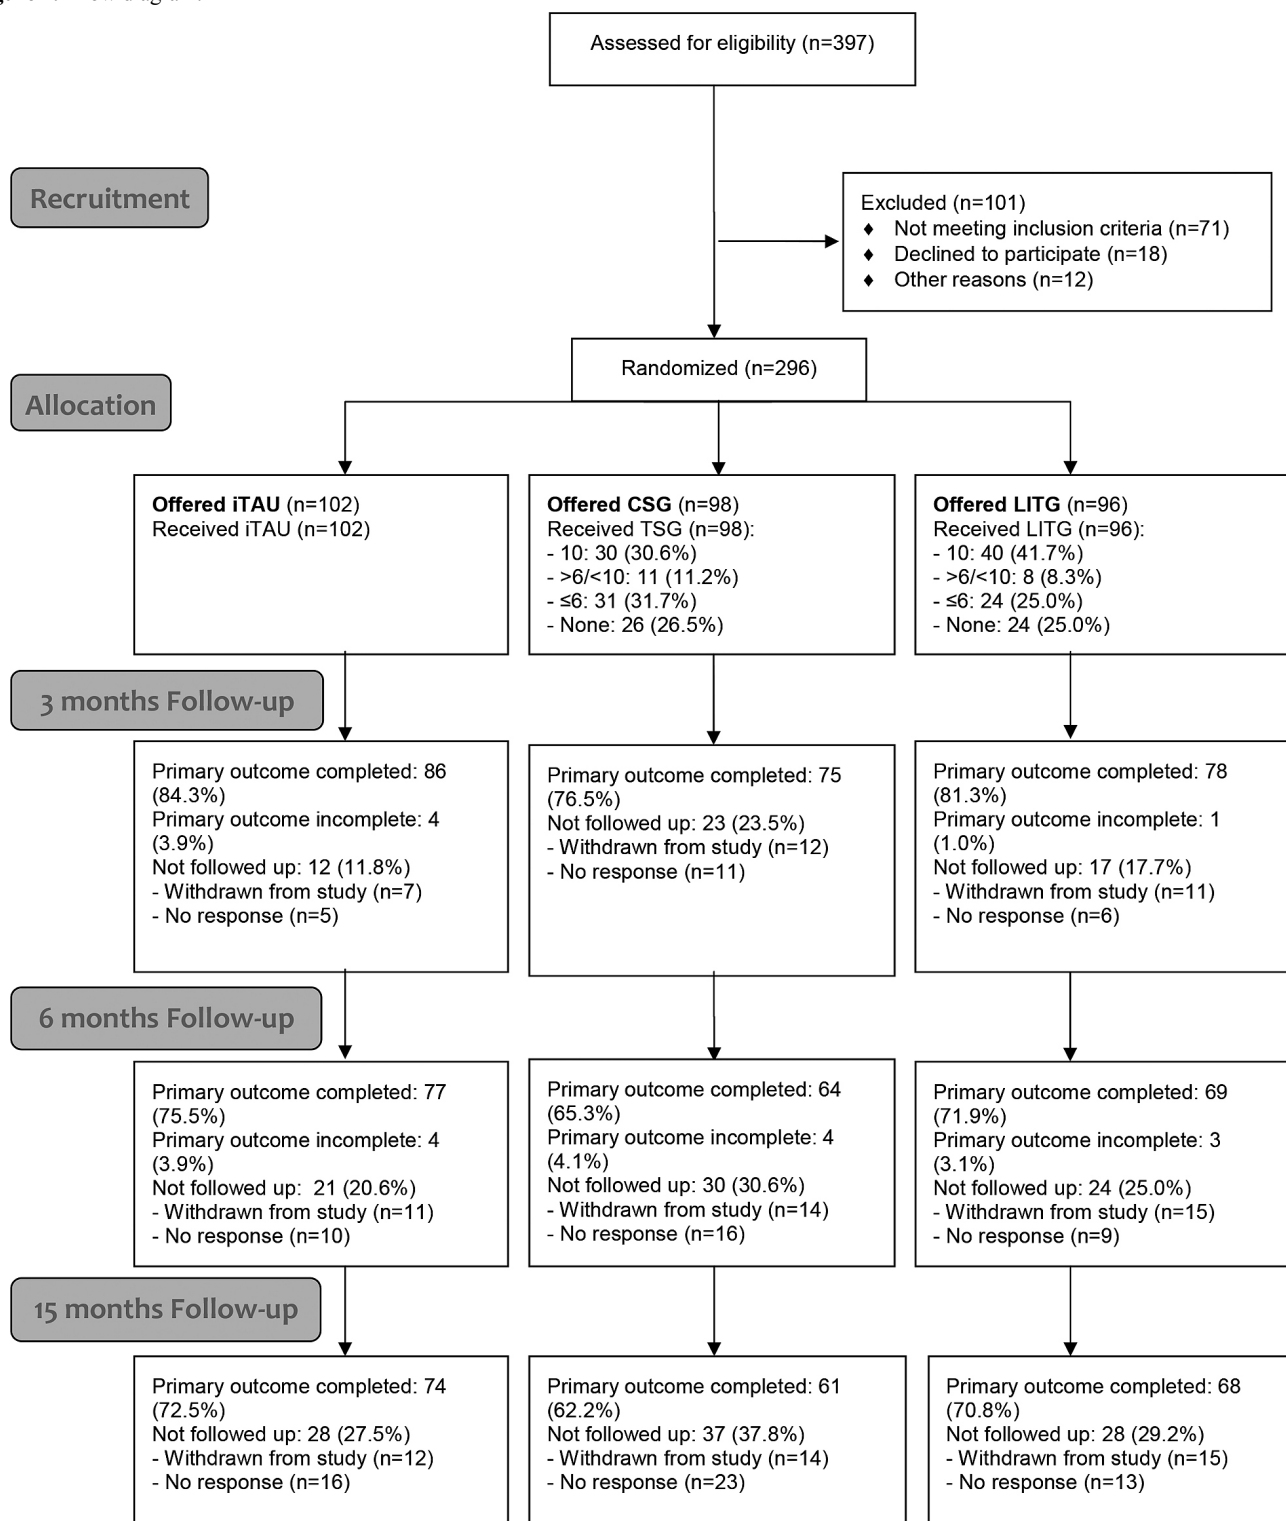 Assessed for eligibility (n=397)
Recruitment
Excluded (n=101)
♦ Not meeting inclusion criteria (n=71)
♦ Declined to participate (n=18)
♦ Other reasons (n=12)
Randomized (n=296)
Allocation
Offered iTAU (n=102)
Received iTAU (n=102)
Offered CSG (n=98)
Received TSG (n=98):
- 10: 30 (30.6%)
- >6/<10: 11 (11.2%)
- ≤6: 31 (31.7%)
- None: 26 (26.5%)
Offered LITG (n=96)
Received LITG (n=96):
- 10: 40 (41.7%)
- >6/<10: 8 (8.3%)
- ≤6: 24 (25.0%)
- None: 24 (25.0%)
3 months Follow-up
Primary outcome completed: 86
(84.3%)
Primary outcome incomplete: 4
(3.9%)
Not followed up: 12 (11.8%)
- Withdrawn from study (n=7)
- No response (n=5)
Primary outcome completed: 75
(76.5%)
Not followed up: 23 (23.5%)
- Withdrawn from study (n=12)
- No response (n=11)
Primary outcome completed: 78
(81.3%)
Primary outcome incomplete: 1
(1.0%)
Not followed up: 17 (17.7%)
- Withdrawn from study (n=11)
- No response (n=6)
6 months Follow-up
Primary outcome completed: 77
(75.5%)
Primary outcome incomplete: 4
(3.9%)
Not followed up:  21 (20.6%)
- Withdrawn from study (n=11)
- No response (n=10)
Primary outcome completed: 64
(65.3%)
Primary outcome incomplete: 4
(4.1%)
Not followed up: 30 (30.6%)
- Withdrawn from study (n=14)
- No response (n=16)
Primary outcome completed: 69
(71.9%)
Primary outcome incomplete: 3
(3.1%)
Not followed up: 24 (25.0%)
- Withdrawn from study (n=15)
- No response (n=9)
15 months Follow-up
Primary outcome completed: 74
(72.5%)
Not followed up: 28 (27.5%)
- Withdrawn from study (n=12)
- No response (n=16)
Primary outcome completed: 61
(62.2%)
Not followed up: 37 (37.8%)
- Withdrawn from study (n=14)
- No response (n=23)
Primary outcome completed: 68
(70.8%)
Not followed up: 28 (29.2%)
- Withdrawn from study (n=15)
- No response (n=13)